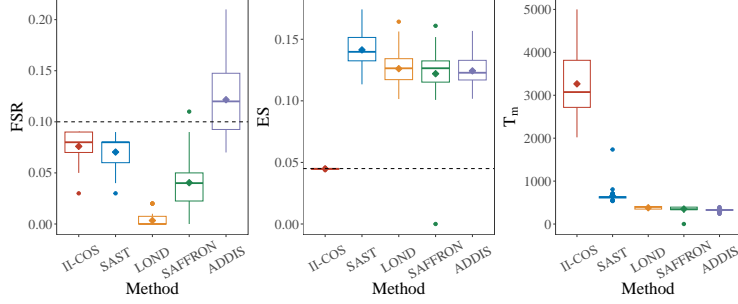 FSR
0.20
0.15
0.10
0.05
0.00
II-COS
SAST
LOND
SAFFRON
ADDIS
Method
ES
0.15
0.10
0.05
0.00
II-COS
SAST
LOND
SAFFRON
ADDIS
Method
T_m
5000
4000
3000
2000
1000
0
II-COS
SAST
LOND
SAFFRON
ADDIS
Method